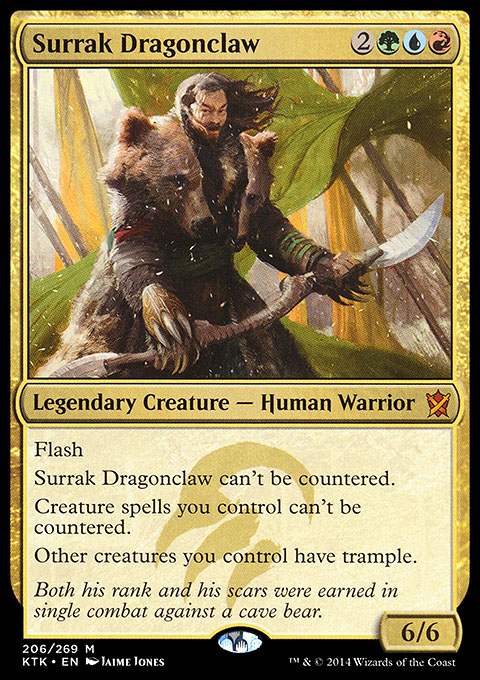 Surrak Dragonclaw
2
Legendary Creature — Human Warrior
Flash
Surrak Dragonclaw can't be countered.
Creature spells you control can't be
countered.
Other creatures you control have trample.
Both his rank and his scars were earned in
single combat against a cave bear.
6/6
206/269 M
KTK • EN Jaime Jones
™ & © 2014 Wizards of the Coast